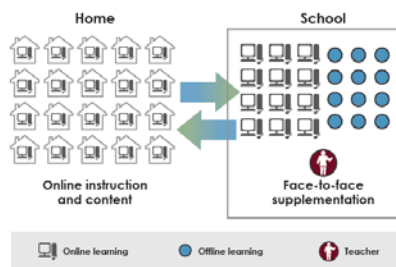 Home
School
Online instruction
and content
Face-to-face
supplementation
Online learning
Offline learning
Teacher